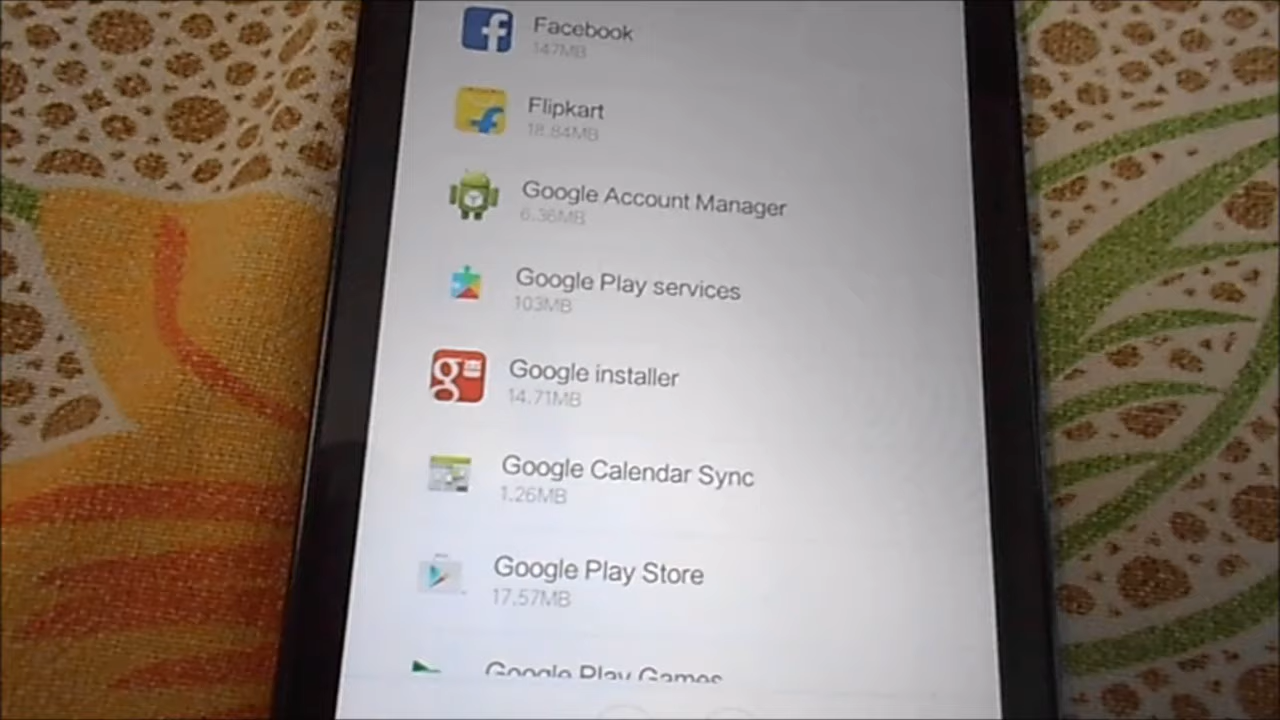 Facebook
147MB
Flipkart
18.84MB
Google Account Manager
6.36MB
Google Play services
103MB
Google installer
14.71MB
Google Calendar Sync
1.26MB
Google Play Store
17.57MB
Google Play Games